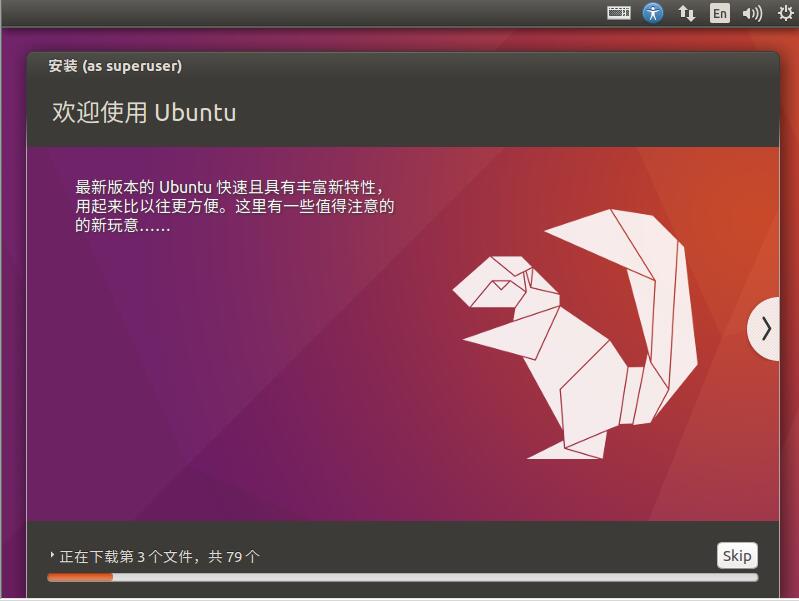 En
安装 (as superuser)
欢迎使用 Ubuntu
最新版本的 Ubuntu 快速且具有丰富新特性，
用起来比以往更方便。这里有一些值得注意的
的新玩意……
正在下载第 3 个文件，共 79 个
Skip